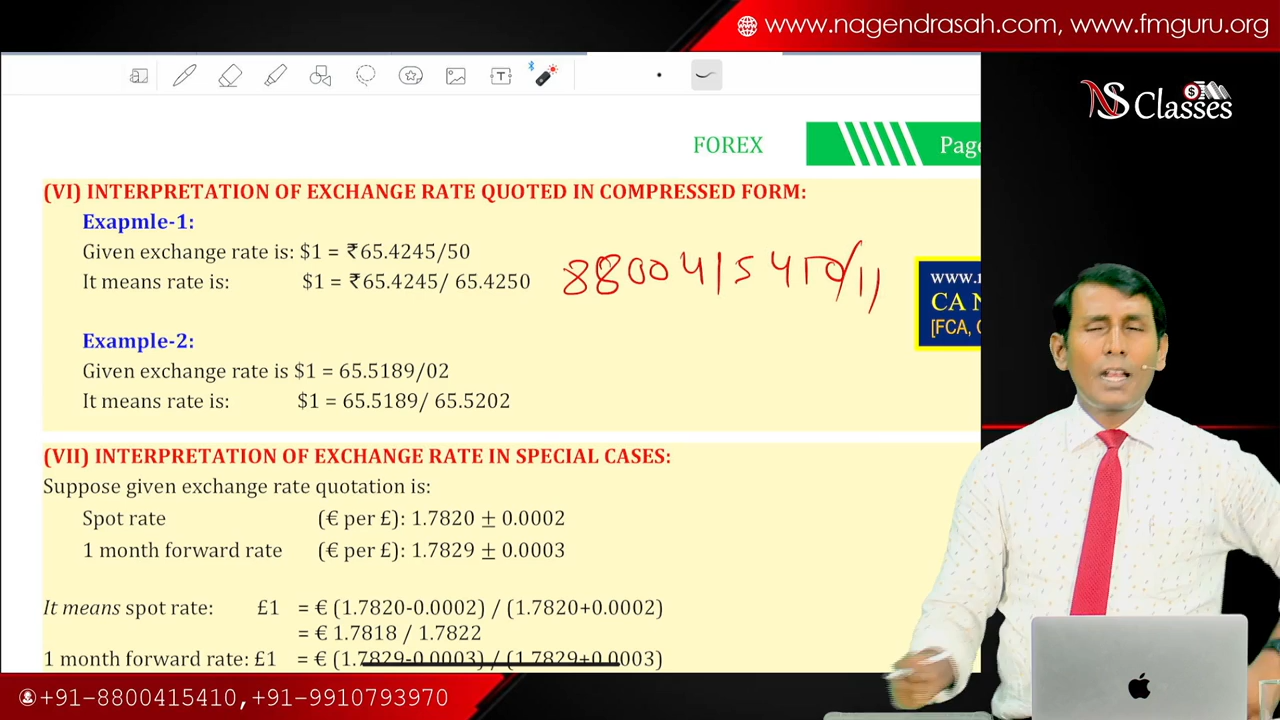 www.nagendrasah.com, www.fmguru.org
NS Classes
FOREX
Page
(VI) INTERPRETATION OF EXCHANGE RATE QUOTED IN COMPRESSED FORM:
Exapmle-1:
Given exchange rate is: $1 = ₹65.4245/50
It means rate is: $1 = ₹65.4245/ 65.4250
8800415410/11
www.n
CA N
[FCA, C
Example-2:
Given exchange rate is $1 = 65.5189/02
It means rate is: $1 = 65.5189/ 65.5202
(VII) INTERPRETATION OF EXCHANGE RATE IN SPECIAL CASES:
Suppose given exchange rate quotation is:
Spot rate (€ per £): 1.7820 ± 0.0002
1 month forward rate (€ per £): 1.7829 ± 0.0003
It means spot rate: £1 = € (1.7820-0.0002) / (1.7820+0.0002)
= € 1.7818 / 1.7822
1 month forward rate: £1 = € (1.7829-0.0003) / (1.7829+0.0003)
+91-8800415410,+91-9910793970